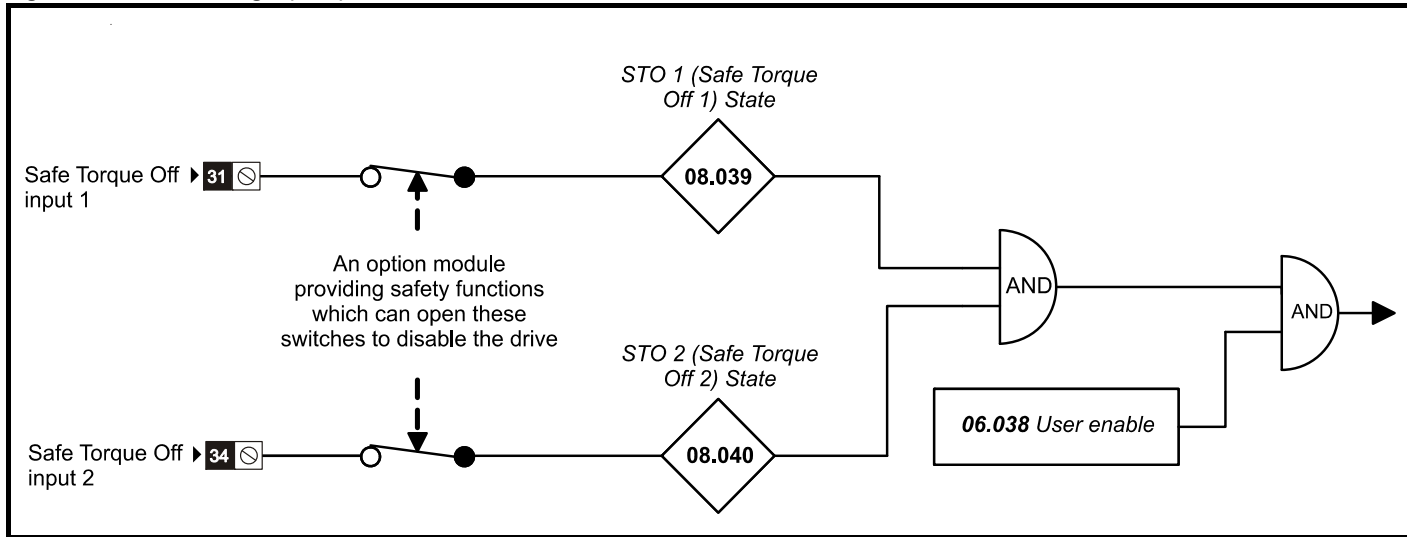 STO 1 (Safe Torque
Off 1) State
Safe Torque Off
input 1
31
08.039
An option module
providing safety functions
which can open these
switches to disable the drive
AND
AND
STO 2 (Safe Torque
Off 2) State
06.038 User enable
Safe Torque Off
input 2
34
08.040